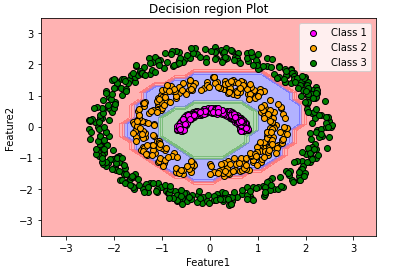 Decision region Plot
Class 1
Class 2
Class 3
Feature2
3
2
1
0
−1
−2
−3
−3
−2
−1
0
1
2
3
Feature1